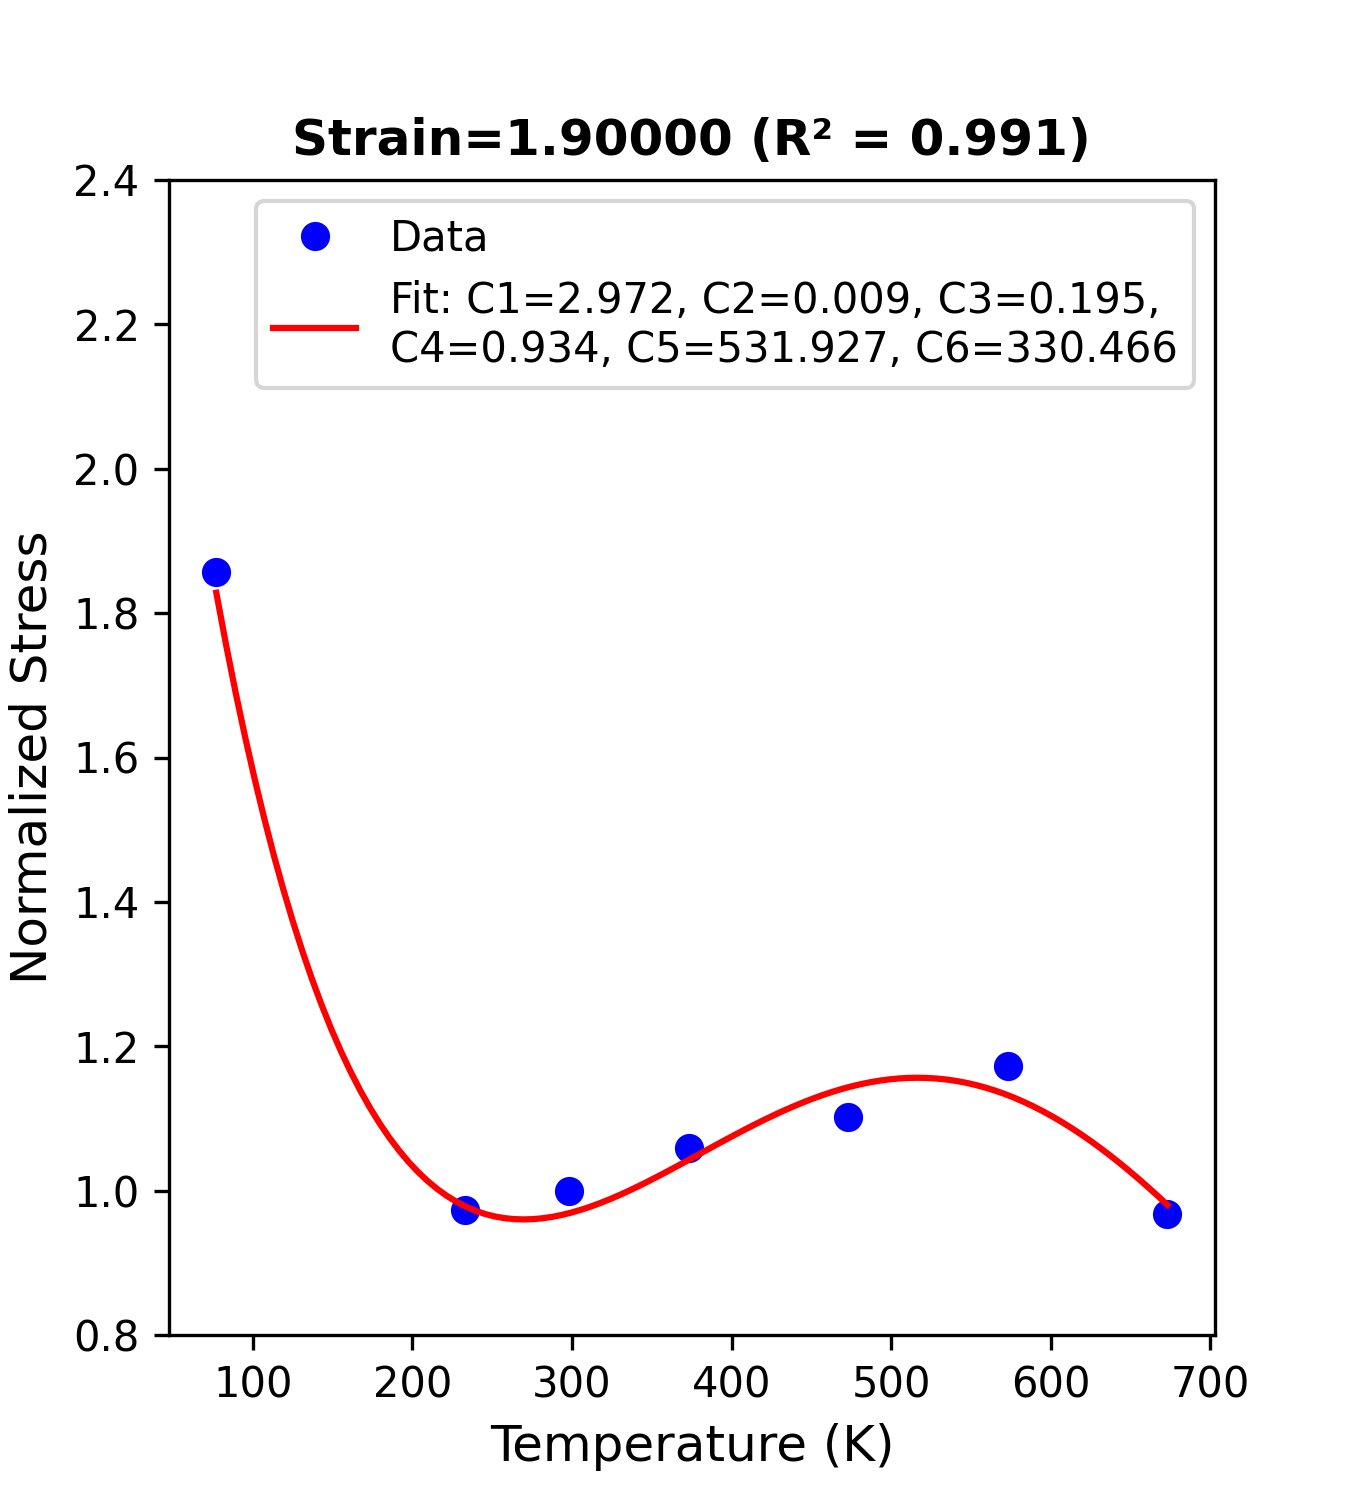 Strain=1.90000 (R² = 0.991)
2.4
2.2
2.0
1.8
1.6
1.4
1.2
1.0
0.8
Data
Fit: C1=2.972, C2=0.009, C3=0.195,
C4=0.934, C5=531.927, C6=330.466
Normalized Stress
100 200 300 400 500 600 700
Temperature (K)